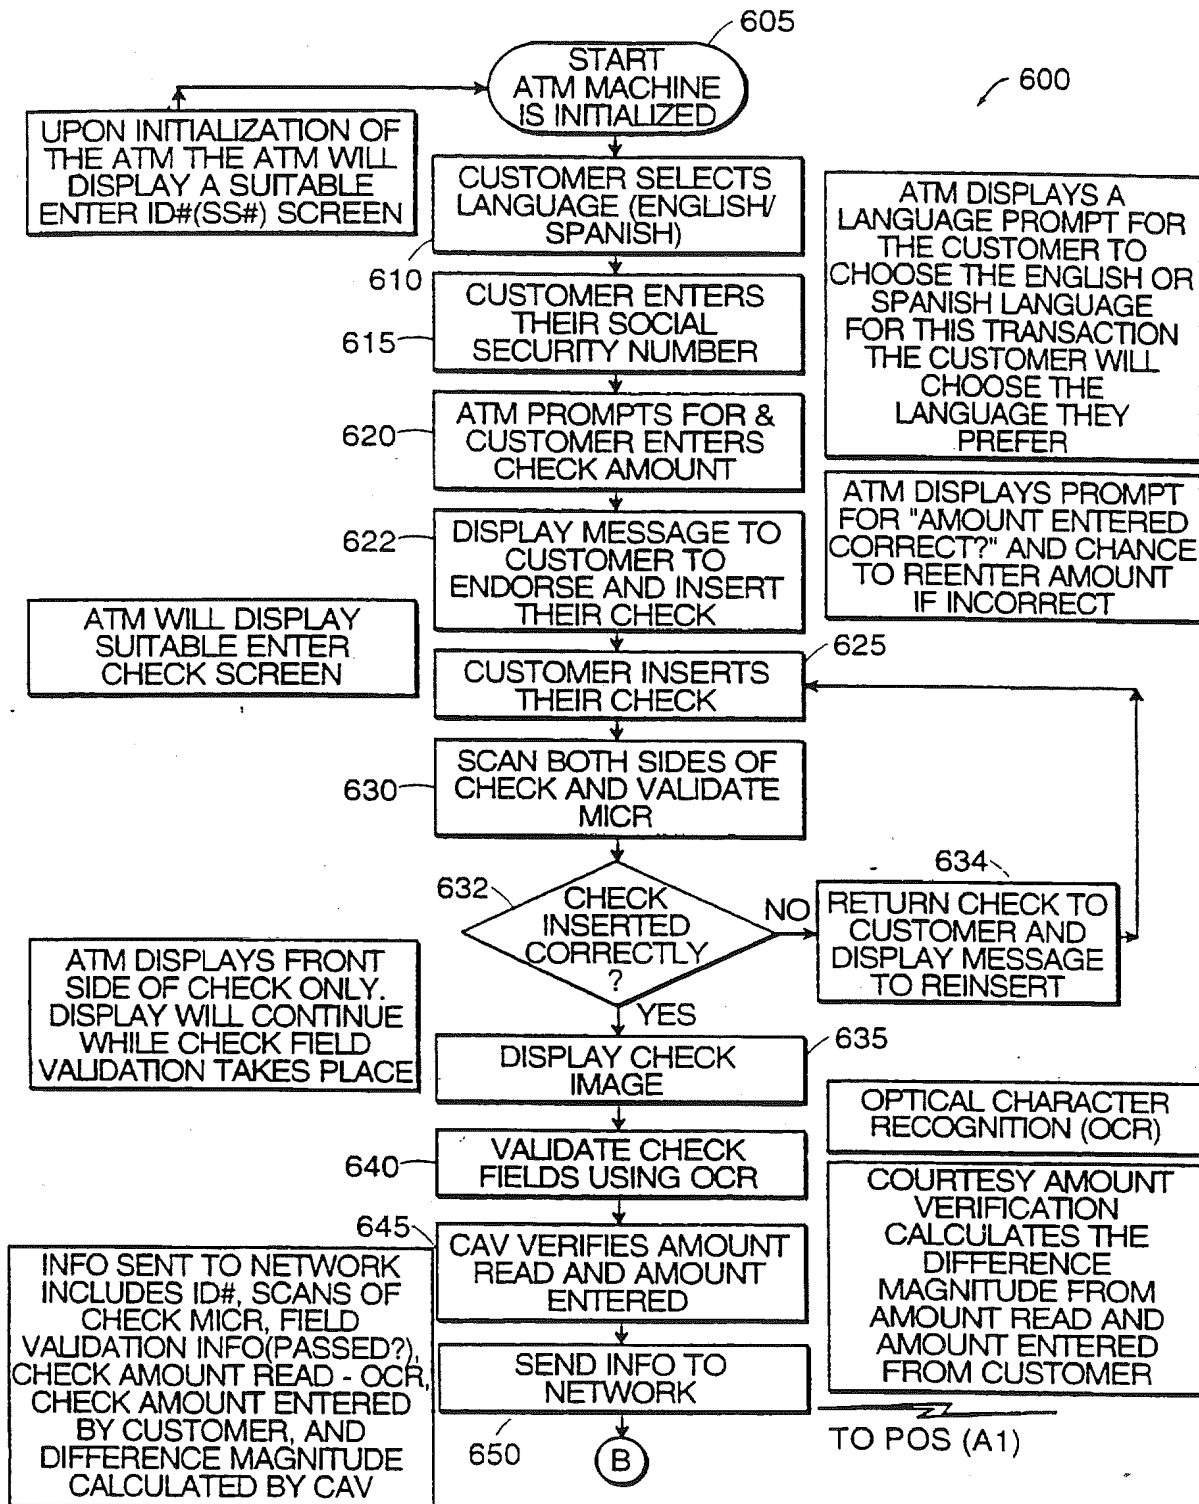 605
START
ATM MACHINE
IS INITIALIZED
600
UPON INITIALIZATION OF
THE ATM THE ATM WILL
DISPLAY A SUITABLE
ENTER ID#(SS#) SCREEN
CUSTOMER SELECTS
LANGUAGE (ENGLISH/
SPANISH)
610
ATM DISPLAYS A
LANGUAGE PROMPT FOR
THE CUSTOMER TO
CHOOSE THE ENGLISH OR
SPANISH LANGUAGE
FOR THIS TRANSACTION
THE CUSTOMER WILL
CHOOSE THE
LANGUAGE THEY
PREFER
615
CUSTOMER ENTERS
THEIR SOCIAL
SECURITY NUMBER
620
ATM PROMPTS FOR &
CUSTOMER ENTERS
CHECK AMOUNT
ATM DISPLAYS PROMPT
FOR "AMOUNT ENTERED
CORRECT?" AND CHANCE
TO REENTER AMOUNT
IF INCORRECT
622
DISPLAY MESSAGE TO
CUSTOMER TO
ENDORSE AND INSERT
THEIR CHECK
ATM WILL DISPLAY
SUITABLE ENTER
CHECK SCREEN
625
CUSTOMER INSERTS
THEIR CHECK
630
SCAN BOTH SIDES OF
CHECK AND VALIDATE
MICR
632
CHECK
INSERTED
CORRECTLY
?
NO
634
RETURN CHECK TO
CUSTOMER AND
DISPLAY MESSAGE
TO REINSERT
YES
ATM DISPLAYS FRONT
SIDE OF CHECK ONLY.
DISPLAY WILL CONTINUE
WHILE CHECK FIELD
VALIDATION TAKES PLACE
635
DISPLAY CHECK
IMAGE
OPTICAL CHARACTER
RECOGNITION (OCR)
640
VALIDATE CHECK
FIELDS USING OCR
645
CAV VERIFIES AMOUNT
READ AND AMOUNT
ENTERED
COURTESY AMOUNT
VERIFICATION
CALCULATES THE
DIFFERENCE
MAGNITUDE FROM
AMOUNT READ AND
AMOUNT ENTERED
FROM CUSTOMER
INFO SENT TO NETWORK
INCLUDES ID#, SCANS OF
CHECK MICR, FIELD
VALIDATION INFO(PASSED?),
CHECK AMOUNT READ - OCR,
CHECK AMOUNT ENTERED
BY CUSTOMER, AND
DIFFERENCE MAGNITUDE
CALCULATED BY CAV
SEND INFO TO
NETWORK
650
TO POS (A1)
B